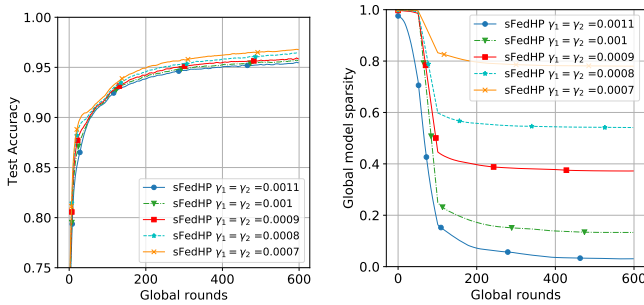 1.00
0.95
0.90
0.85
0.80
0.75
Test Accuracy
0
200
400
600
Global rounds
sFedHP γ₁ = γ₂ =0.0011
sFedHP γ₁ = γ₂ =0.001
sFedHP γ₁ = γ₂ =0.0009
sFedHP γ₁ = γ₂ =0.0008
sFedHP γ₁ = γ₂ =0.0007
1.0
0.8
0.6
0.4
0.2
0.0
Global model sparsity
0
200
400
600
Global rounds
sFedHP γ₁ = γ₂ =0.0011
sFedHP γ₁ = γ₂ =0.001
sFedHP γ₁ = γ₂ =0.0009
sFedHP γ₁ = γ₂ =0.0008
sFedHP γ₁ = γ₂ =0.0007